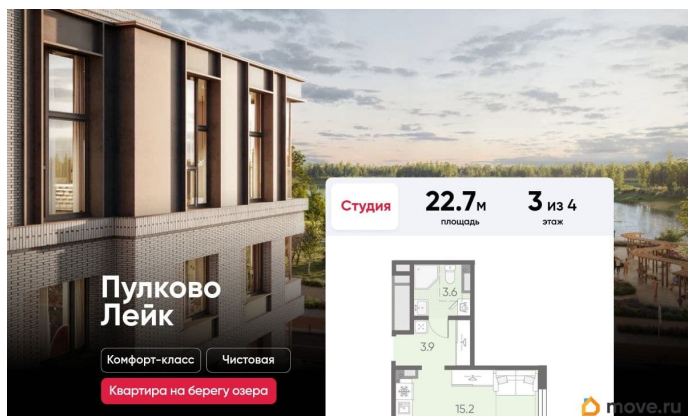 Студия
22.7м
площадь
3 из 4
этаж
Пулково
Лейк
Комфорт-класс
Чистовая
Квартира на берегу озера
3.6
3.9
15.2
move.ru